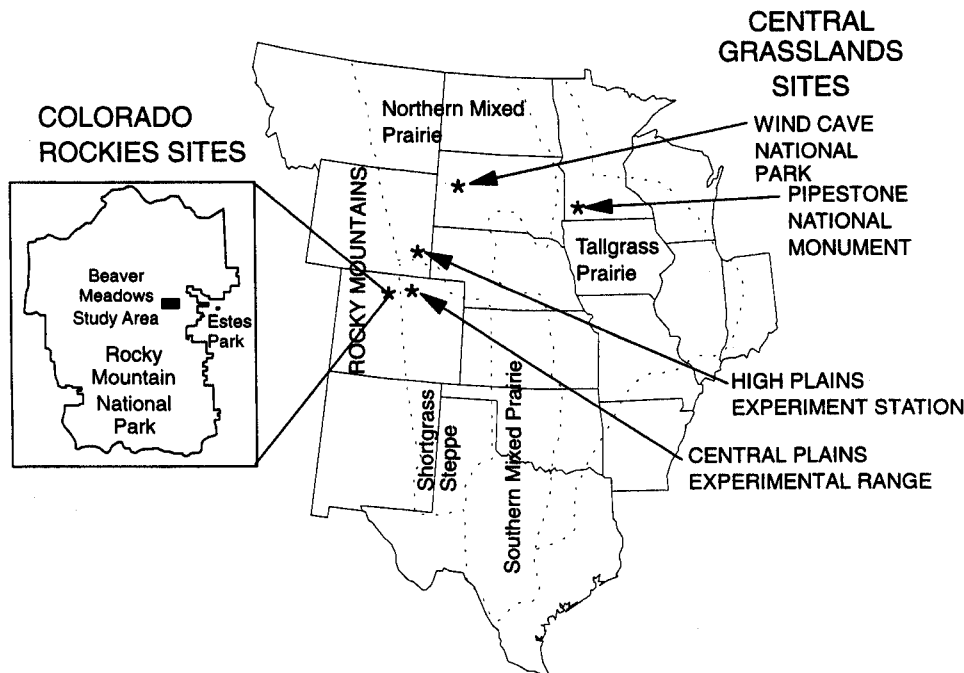 CENTRAL
GRASSLANDS
SITES
WIND CAVE
NATIONAL
PARK
PIPESTONE
NATIONAL
MONUMENT
COLORADO
ROCKIES SITES
Northern Mixed
Prairie
Tallgrass
Prairie
ROCKY MOUNTAINS
Beaver
Meadows
Study Area
Estes
Park
Rocky
Mountain
National
Park
HIGH PLAINS
EXPERIMENT STATION
Shortgrass
Steppe
Southern Mixed Prairie
CENTRAL PLAINS
EXPERIMENTAL RANGE